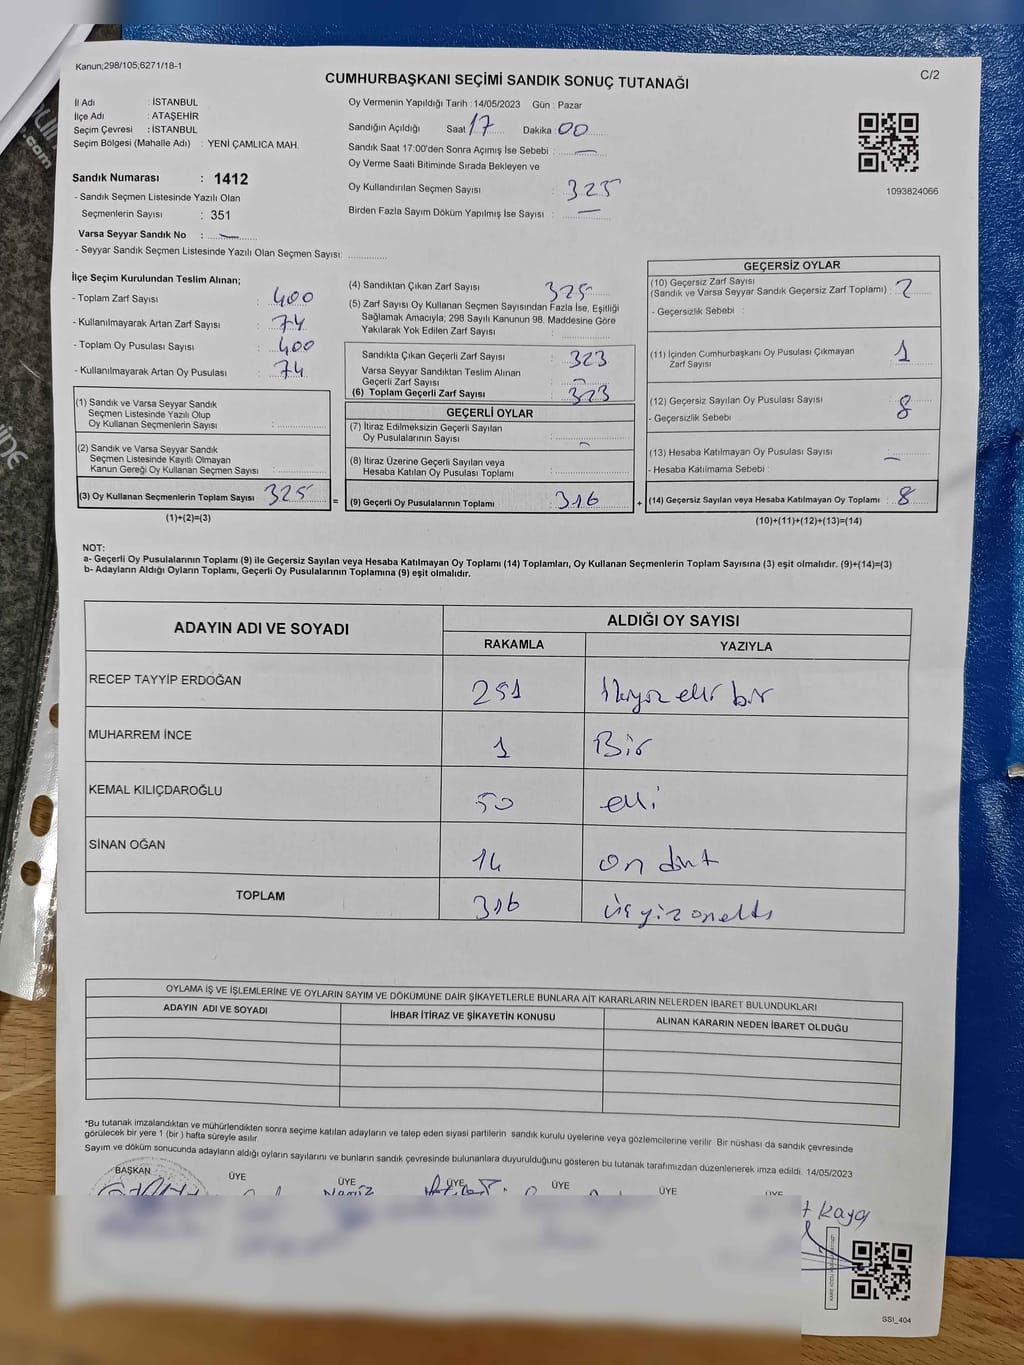 Kanun;298/105;6271/18-1
C/2
CUMHURBAŞKANI SEÇİMİ SANDIK SONUÇ TUTANAĞI
İl Adı : İSTANBUL
İlçe Adı : ATAŞEHİR
Seçim Çevresi : İSTANBUL
Seçim Bölgesi (Mahalle Adı) : YENİ ÇAMLICA MAH.
Sandık Numarası : 1412
- Sandık Seçmen Listesinde Yazılı Olan
Seçmenlerin Sayısı : 351
Varsa Seyyar Sandık No : —
- Seyyar Sandık Seçmen Listesinde Yazılı Olan Seçmen Sayısı:
Oy Vermenin Yapıldığı Tarih : 14/05/2023 Gün : Pazar
Sandığın Açıldığı Saat 17 Dakika : 00
Sandık Saat 17:00'den Sonra Açımış İse Sebebi : —
Oy Verme Saati Bitiminde Sırada Bekleyen ve
Oy Kullandırılan Seçmen Sayısı : 325
Birden Fazla Sayım Döküm Yapılmış İse Sayısı : —
1093824066
İlçe Seçim Kurulundan Teslim Alınan;
- Toplam Zarf Sayısı : 400
- Kullanılmayarak Artan Zarf Sayısı : 74
- Toplam Oy Pusulası Sayısı : 400
- Kullanılmayarak Artan Oy Pusulası : 74
(1) Sandık ve Varsa Seyyar Sandık
Seçmen Listesinde Yazılı Olup
Oy Kullanan Seçmenlerin Sayısı :
(2) Sandık ve Varsa Seyyar Sandık
Seçmen Listesinde Kayıtlı Olmayan
Kanun Gereği Oy Kullanan Seçmen Sayısı :
(3) Oy Kullanan Seçmenlerin Toplam Sayısı : 325
(1)+(2)=(3)
(4) Sandıktan Çıkan Zarf Sayısı : 325
(5) Zarf Sayısı Oy Kullanan Seçmen Sayısından Fazla İse, Eşitliği
Sağlamak Amacıyla; 298 Sayılı Kanunun 98. Maddesine Göre
Yakılarak Yok Edilen Zarf Sayısı :
Sandıkta Çıkan Geçerli Zarf Sayısı : 323
Varsa Seyyar Sandıktan Teslim Alınan
Geçerli Zarf Sayısı : —
(6) Toplam Geçerli Zarf Sayısı : 323
GEÇERLİ OYLAR
(7) İtiraz Edilmeksizin Geçerli Sayılan
Oy Pusulalarının Sayısı : —
(8) İtiraz Üzerine Geçerli Sayılan veya
Hesaba Katılan Oy Pusulası Toplamı :
= (9) Geçerli Oy Pusulalarının Toplamı : 316
GEÇERSİZ OYLAR
(10) Geçersiz Zarf Sayısı
(Sandık ve Varsa Seyyar Sandık Geçersiz Zarf Toplamı) : 2
- Geçersizlik Sebebi :
(11) İçinden Cumhurbaşkanı Oy Pusulası Çıkmayan
Zarf Sayısı : 1
(12) Geçersiz Sayılan Oy Pusulası Sayısı : 8
- Geçersizlik Sebebi
(13) Hesaba Katılmayan Oy Pusulası Sayısı : —
- Hesaba Katılmama Sebebi :
+ (14) Geçersiz Sayılan veya Hesaba Katılmayan Oy Toplamı : 8
(10)+(11)+(12)+(13)=(14)
NOT:
a- Geçerli Oy Pusulalarının Toplamı (9) ile Geçersiz Sayılan veya Hesaba Katılmayan Oy Toplamı (14) Toplamları, Oy Kullanan Seçmenlerin Toplam Sayısına (3) eşit olmalıdır. (9)+(14)=(3)
b- Adayların Aldığı Oyların Toplamı, Geçerli Oy Pusulalarının Toplamına (9) eşit olmalıdır.
ADAYIN ADI VE SOYADI
ALDIĞI OY SAYISI
RAKAMLA YAZIYLA
RECEP TAYYİP ERDOĞAN 251 ikiyüz elli bir
MUHARREM İNCE 1 Bir
KEMAL KILIÇDAROĞLU 50 elli
SİNAN OĞAN 14 on dört
TOPLAM 316 üçyüz onaltı
OYLAMA İŞ VE İŞLEMLERİNE VE OYLARIN SAYIM VE DÖKÜMÜNE DAİR ŞİKAYETLERLE BUNLARA AİT KARARLARIN NELERDEN İBARET BULUNDUKLARI
ADAYIN ADI VE SOYADI İHBAR İTİRAZ VE ŞİKAYETİN KONUSU ALINAN KARARIN NEDEN İBARET OLDUĞU
*Bu tutanak imzalandıktan ve mühürlendikten sonra seçime katılan adayların ve talep eden siyasi partilerin sandık kurulu üyelerine veya gözlemcilerine verilir. Bir nüshası da sandık çevresinde
görülecek bir yere 1 (bir) hafta süreyle asılır.
Sayım ve döküm sonucunda adayların aldığı oyların sayılarını ve bunların sandık çevresinde bulunanlara duyurulduğunu gösteren bu tutanak tarafımızdan düzenlenerek imza edildi. 14/05/2023
BAŞKAN ÜYE ÜYE ÜYE ÜYE ÜYE ÜYE
Kaya
SSI_404